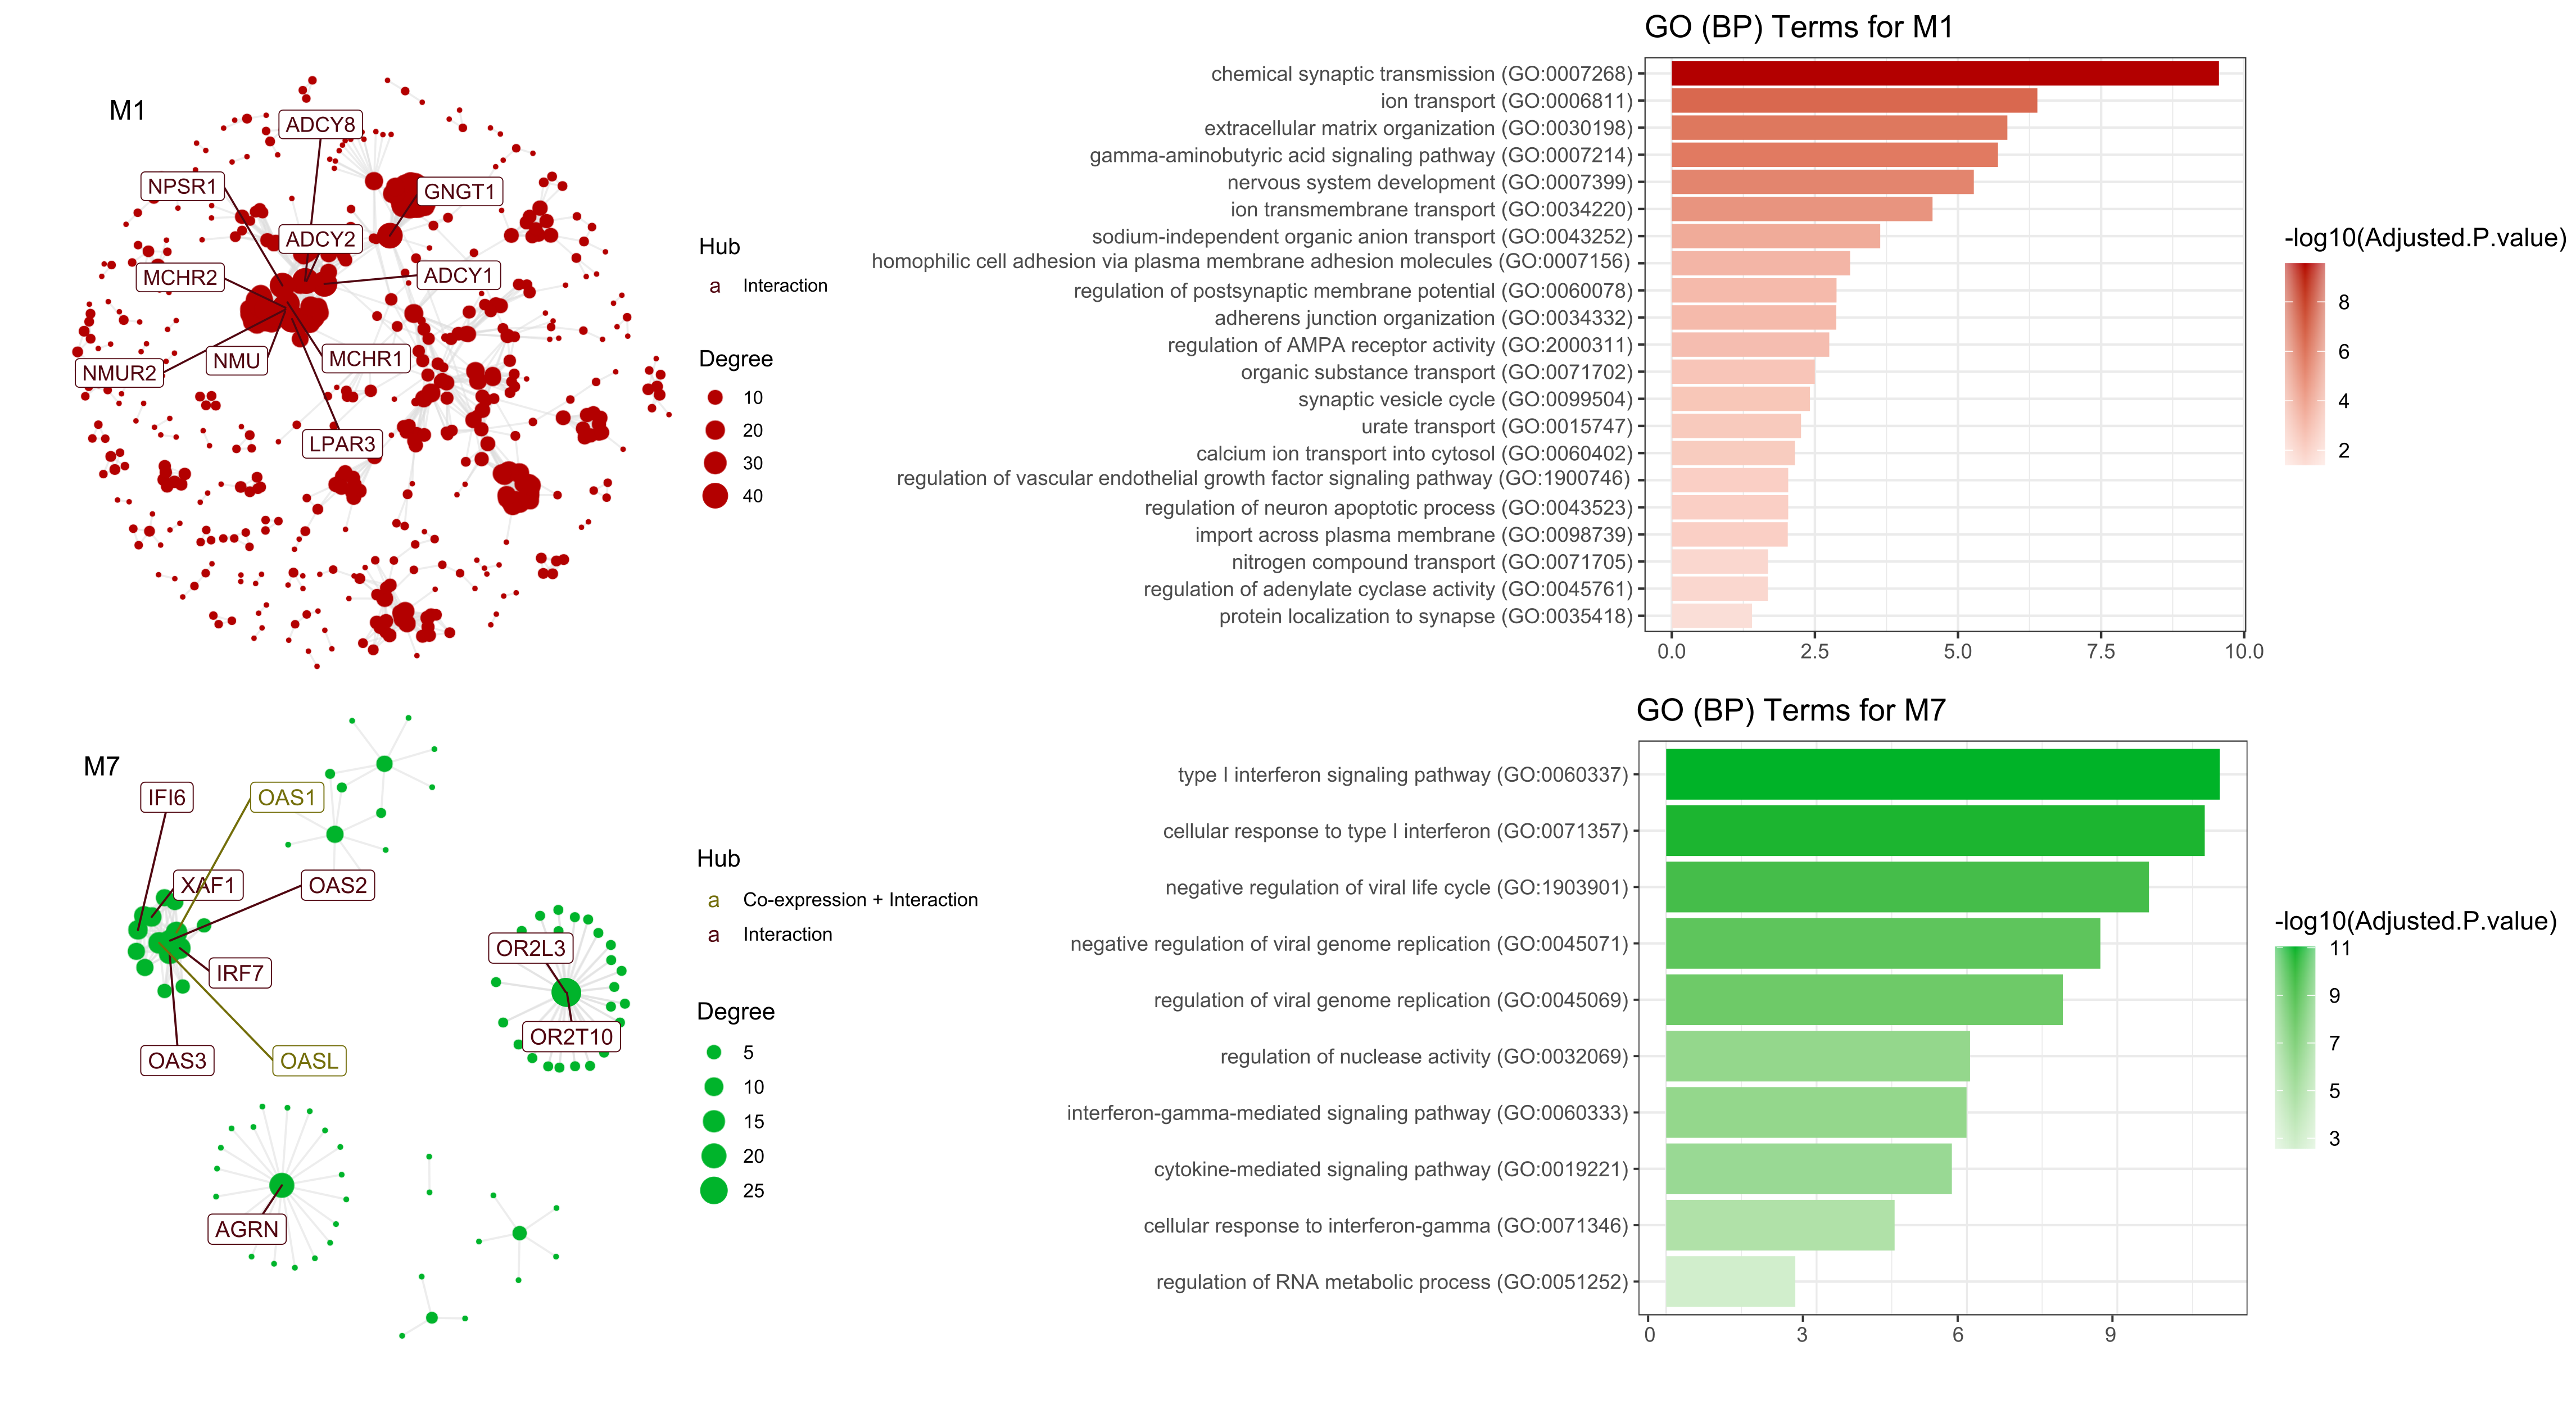 M1
ADCY8
NPSR1
GNGT1
ADCY2
MCHR2
ADCY1
NMUR2
NMU
MCHR1
LPAR3
Hub
a Interaction
Degree
10
20
30
40
GO (BP) Terms for M1
chemical synaptic transmission (GO:0007268)
ion transport (GO:0006811)
extracellular matrix organization (GO:0030198)
gamma-aminobutyric acid signaling pathway (GO:0007214)
nervous system development (GO:0007399)
ion transmembrane transport (GO:0034220)
sodium-independent organic anion transport (GO:0043252)
homophilic cell adhesion via plasma membrane adhesion molecules (GO:0007156)
regulation of postsynaptic membrane potential (GO:0060078)
adherens junction organization (GO:0034332)
regulation of AMPA receptor activity (GO:2000311)
organic substance transport (GO:0071702)
synaptic vesicle cycle (GO:0099504)
urate transport (GO:0015747)
calcium ion transport into cytosol (GO:0060402)
regulation of vascular endothelial growth factor signaling pathway (GO:1900746)
regulation of neuron apoptotic process (GO:0043523)
import across plasma membrane (GO:0098739)
nitrogen compound transport (GO:0071705)
regulation of adenylate cyclase activity (GO:0045761)
protein localization to synapse (GO:0035418)
0.0 2.5 5.0 7.5 10.0
-log10(Adjusted.P.value)
8
6
4
2
M7
IFI6
OAS1
XAF1
OAS2
IRF7
OAS3
OASL
OR2L3
OR2T10
AGRN
Hub
a Co-expression + Interaction
a Interaction
Degree
5
10
15
20
25
GO (BP) Terms for M7
type I interferon signaling pathway (GO:0060337)
cellular response to type I interferon (GO:0071357)
negative regulation of viral life cycle (GO:1903901)
negative regulation of viral genome replication (GO:0045071)
regulation of viral genome replication (GO:0045069)
regulation of nuclease activity (GO:0032069)
interferon-gamma-mediated signaling pathway (GO:0060333)
cytokine-mediated signaling pathway (GO:0019221)
cellular response to interferon-gamma (GO:0071346)
regulation of RNA metabolic process (GO:0051252)
0 3 6 9
-log10(Adjusted.P.value)
11
9
7
5
3